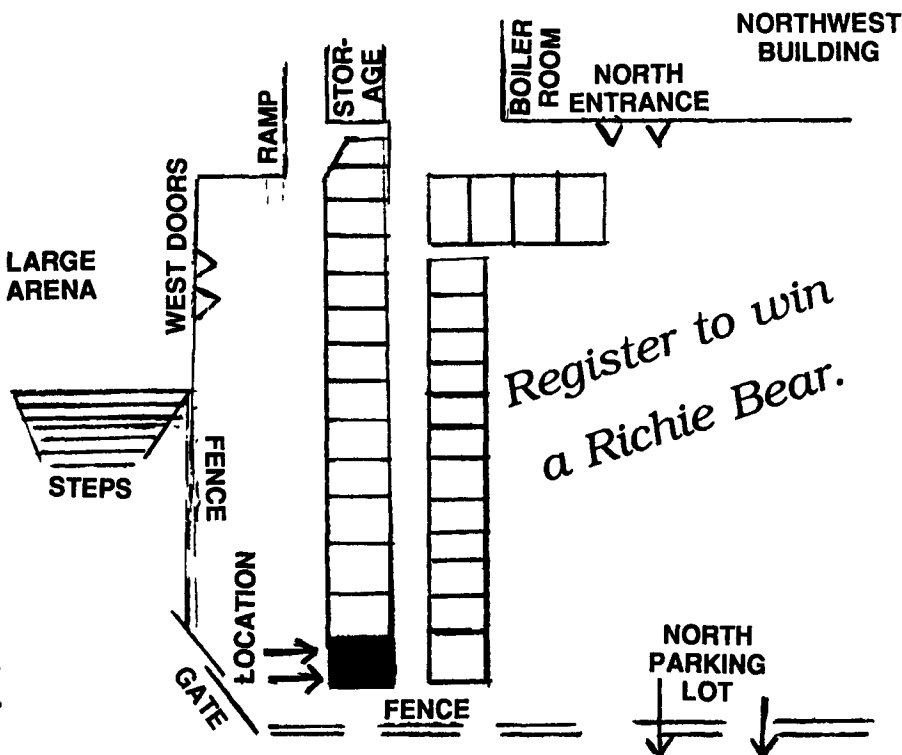 NORTHWEST
BUILDING
STOR-
AGE
BOILER
ROOM
NORTH
ENTRANCE
RAMP
WEST DOORS
LARGE
ARENA
Register to win
a Richie Bear.
STEPS
FENCE
LOCATION
GATE
FENCE
NORTH
PARKING
LOT